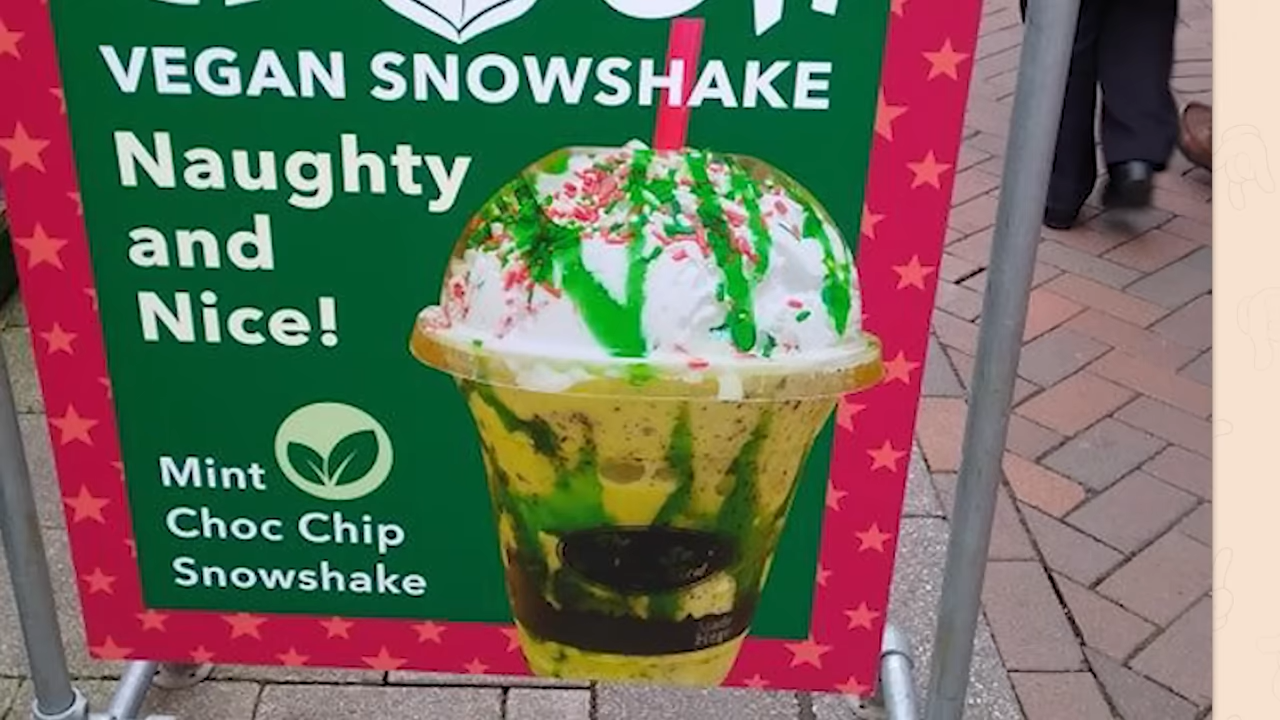 VEGAN SNOWSHAKE
Naughty
and
Nice!
Mint
Choc Chip
Snowshake